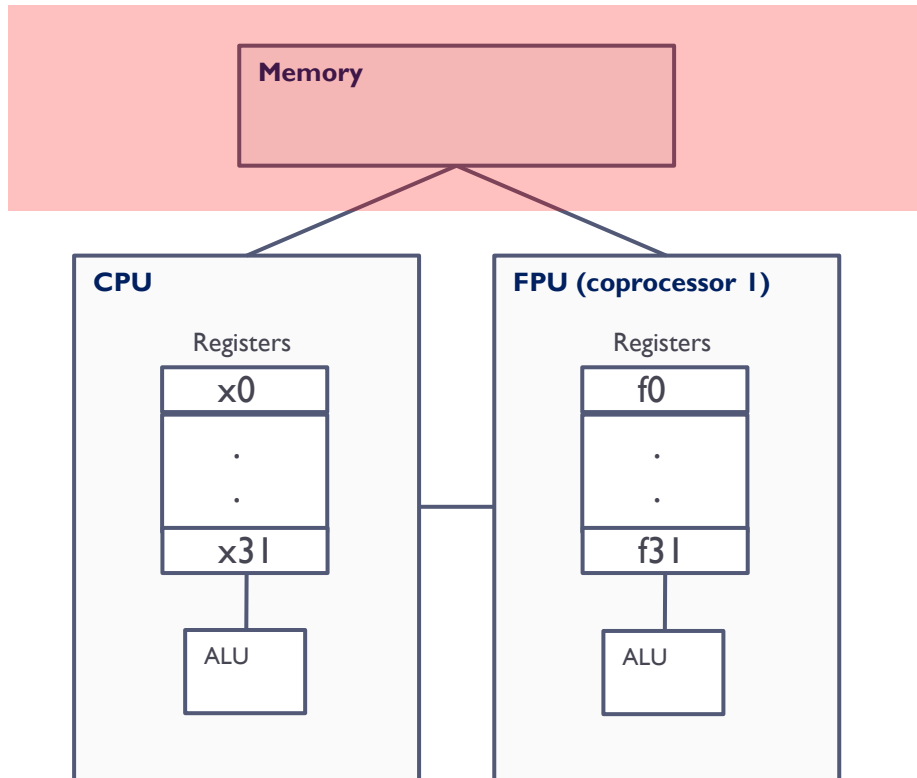 Memory
CPU
Registers
x0
.
.
x31
ALU
FPU (coprocessor 1)
Registers
f0
.
.
f31
ALU